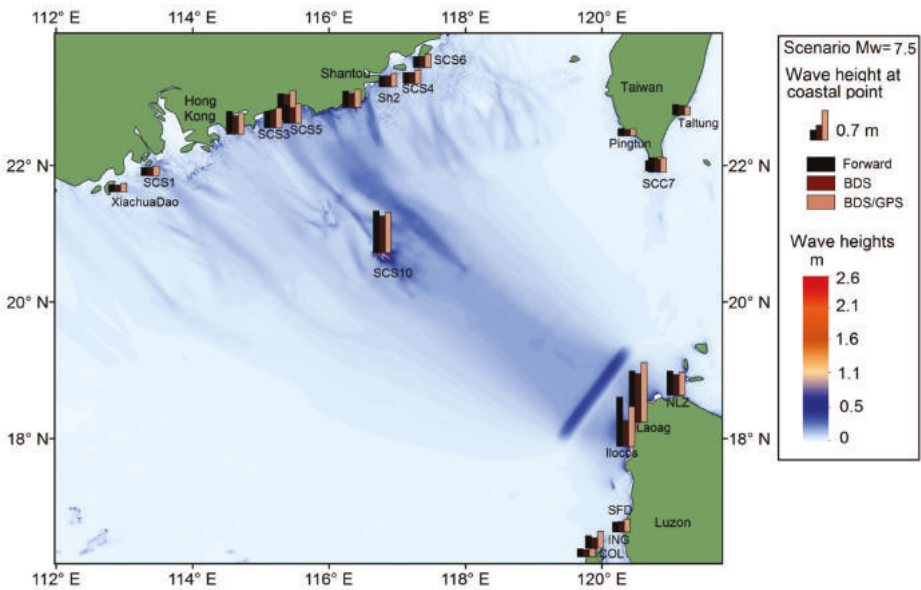 112° E
114° E
116° E
118° E
120° E
22° N
20° N
18° N
112° E
114° E
116° E
118° E
120° E
22° N
20° N
18° N
Hong
Kong
Shantou
Sh2
SCS4
SCS6
SCS3
SCS5
SCS1
XiachuaDao
SCS10
Taiwan
Taltung
Pingtun
SCC7
NLZ
Laoag
Ilocos
SFD
ING
COL
Luzon
Scenario Mw= 7.5
Wave height at
coastal point
0.7 m
Forward
BDS
BDS/GPS
Wave heights
m
2.6
2.1
1.6
1.1
0.5
0